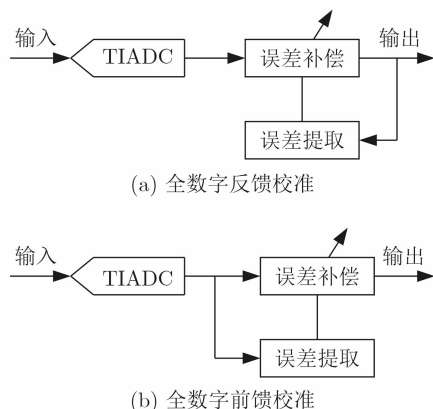 输入
TIADC
误差补偿
输出
误差提取
(a) 全数字反馈校准
输入
TIADC
误差补偿
输出
误差提取
(b) 全数字前馈校准